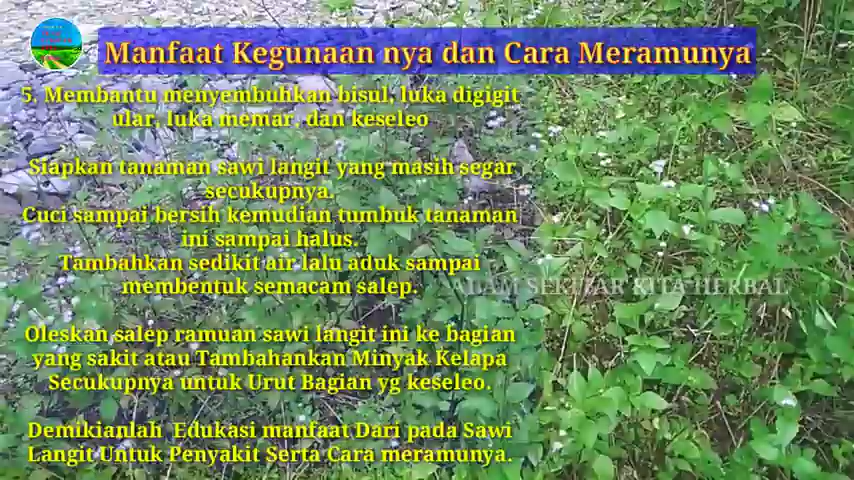 Manfaat Kegunaan nya dan Cara Meramunya
5. Membantu menyembuhkan bisul, luka digigit
ular, luka memar, dan keseleo
Siapkan tanaman sawi langit yang masih segar
secukupnya.
Cuci sampai bersih kemudian tumbuk tanaman
ini sampai halus.
Tambahkan sedikit air lalu aduk sampai
membentuk semacam salep.
ALAM SEKITAR KITA HERBAL
Oleskan salep ramuan sawi langit ini ke bagian
yang sakit atau Tambahankan Minyak Kelapa
Secukupnya untuk Urut Bagian yg keseleo.
Demikianlah Edukasi manfaat Dari pada Sawi
Langit Untuk Penyakit Serta Cara meramunya.